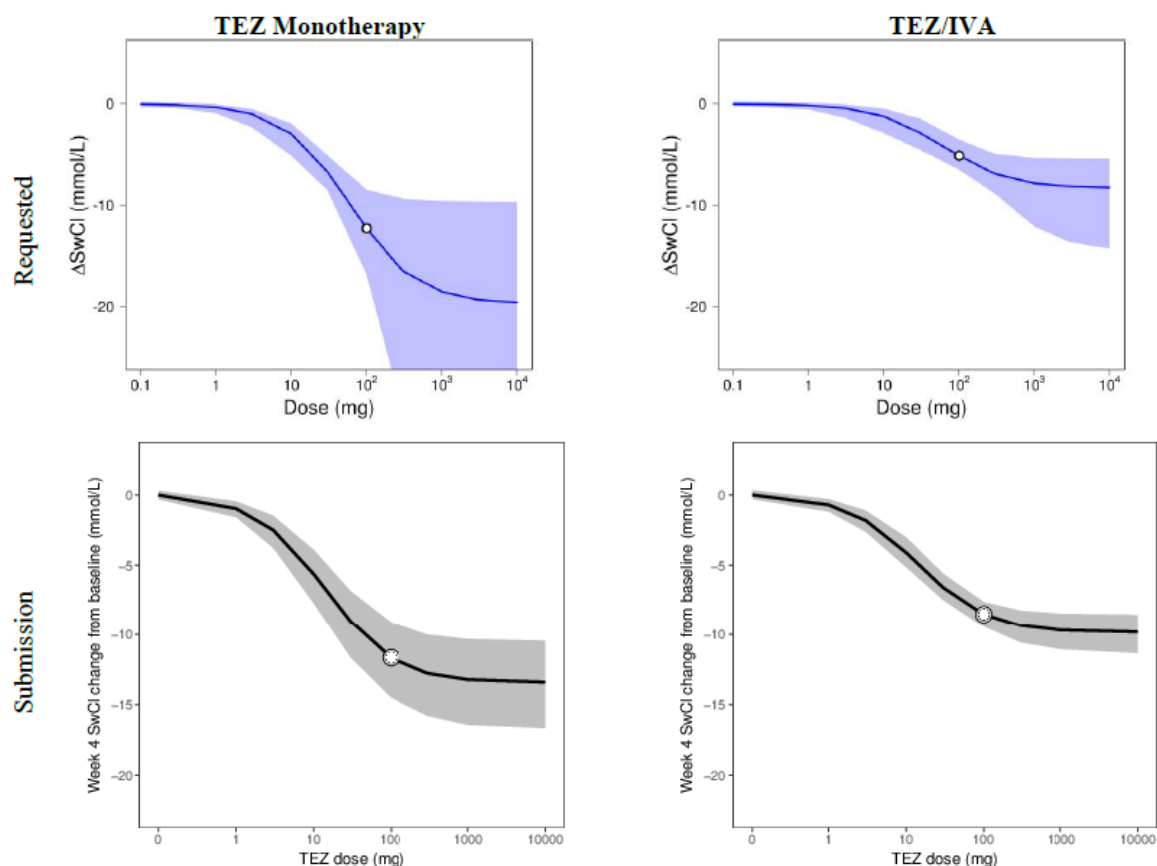 TEZ Monotherapy
TEZ/IVA
Requested
ΔSwCl (mmol/L)
0
-10
-20
0.1 1 10 10² 10³ 10⁴
Dose (mg)
ΔSwCl (mmol/L)
0
-10
-20
0.1 1 10 10² 10³ 10⁴
Dose (mg)
Submission
Week 4 SwCl change from baseline (mmol/L)
0
−5
−10
−15
−20
0 1 10 100 1000 10000
TEZ dose (mg)
Week 4 SwCl change from baseline (mmol/L)
0
−5
−10
−15
−20
0 1 10 100 1000 10000
TEZ dose (mg)